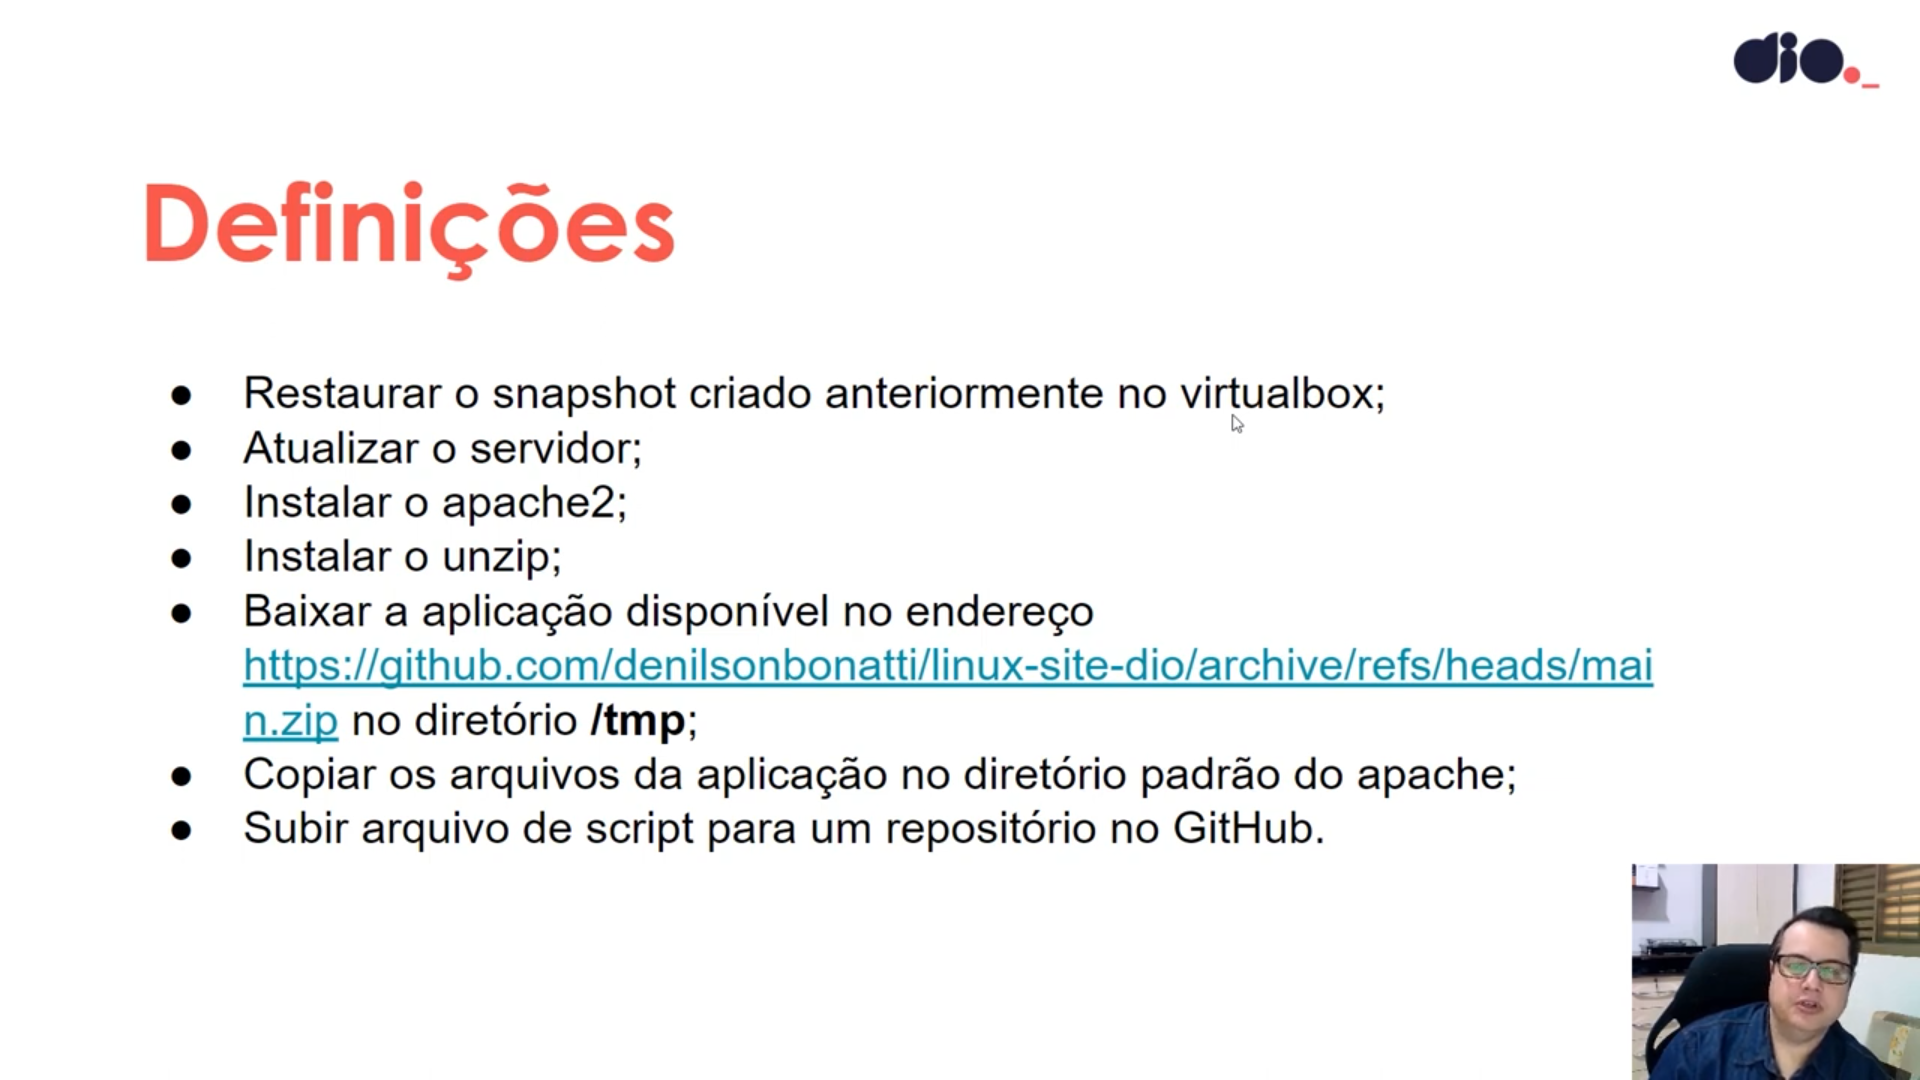 dio._
Definições
● Restaurar o snapshot criado anteriormente no virtualbox;
● Atualizar o servidor;
● Instalar o apache2;
● Instalar o unzip;
● Baixar a aplicação disponível no endereço
https://github.com/denilsonbonatti/linux-site-dio/archive/refs/heads/mai
n.zip no diretório /tmp;
● Copiar os arquivos da aplicação no diretório padrão do apache;
● Subir arquivo de script para um repositório no GitHub.